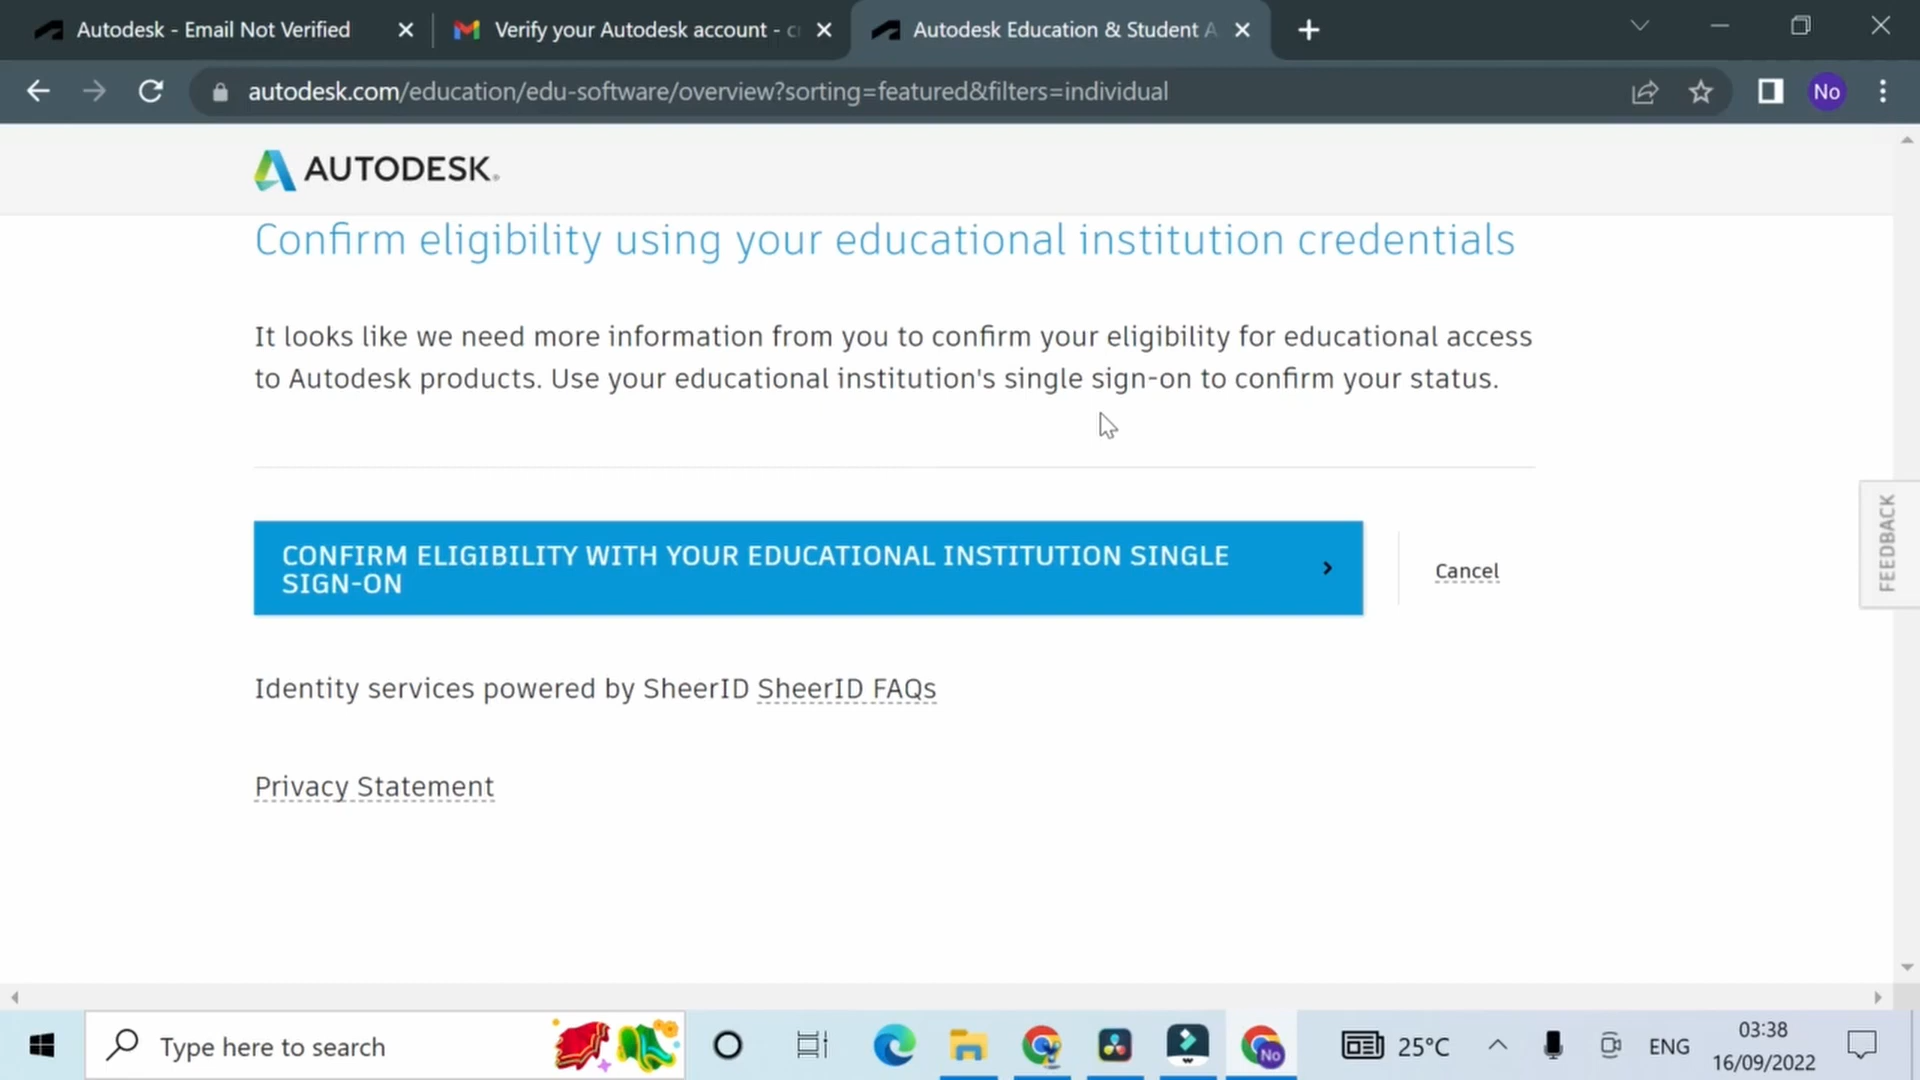 Autodesk - Email Not Verified
Verify your Autodesk account -
Autodesk Education & Student A
autodesk.com/education/edu-software/overview?sorting=featured&filters=individual
No
AUTODESK
Confirm eligibility using your educational institution credentials
It looks like we need more information from you to confirm your eligibility for educational access
to Autodesk products. Use your educational institution's single sign-on to confirm your status.
CONFIRM ELIGIBILITY WITH YOUR EDUCATIONAL INSTITUTION SINGLE
SIGN-ON
Cancel
FEEDBACK
Identity services powered by SheerID SheerID FAQs
Privacy Statement
Type here to search
No
25°C
ENG
03:38
16/09/2022